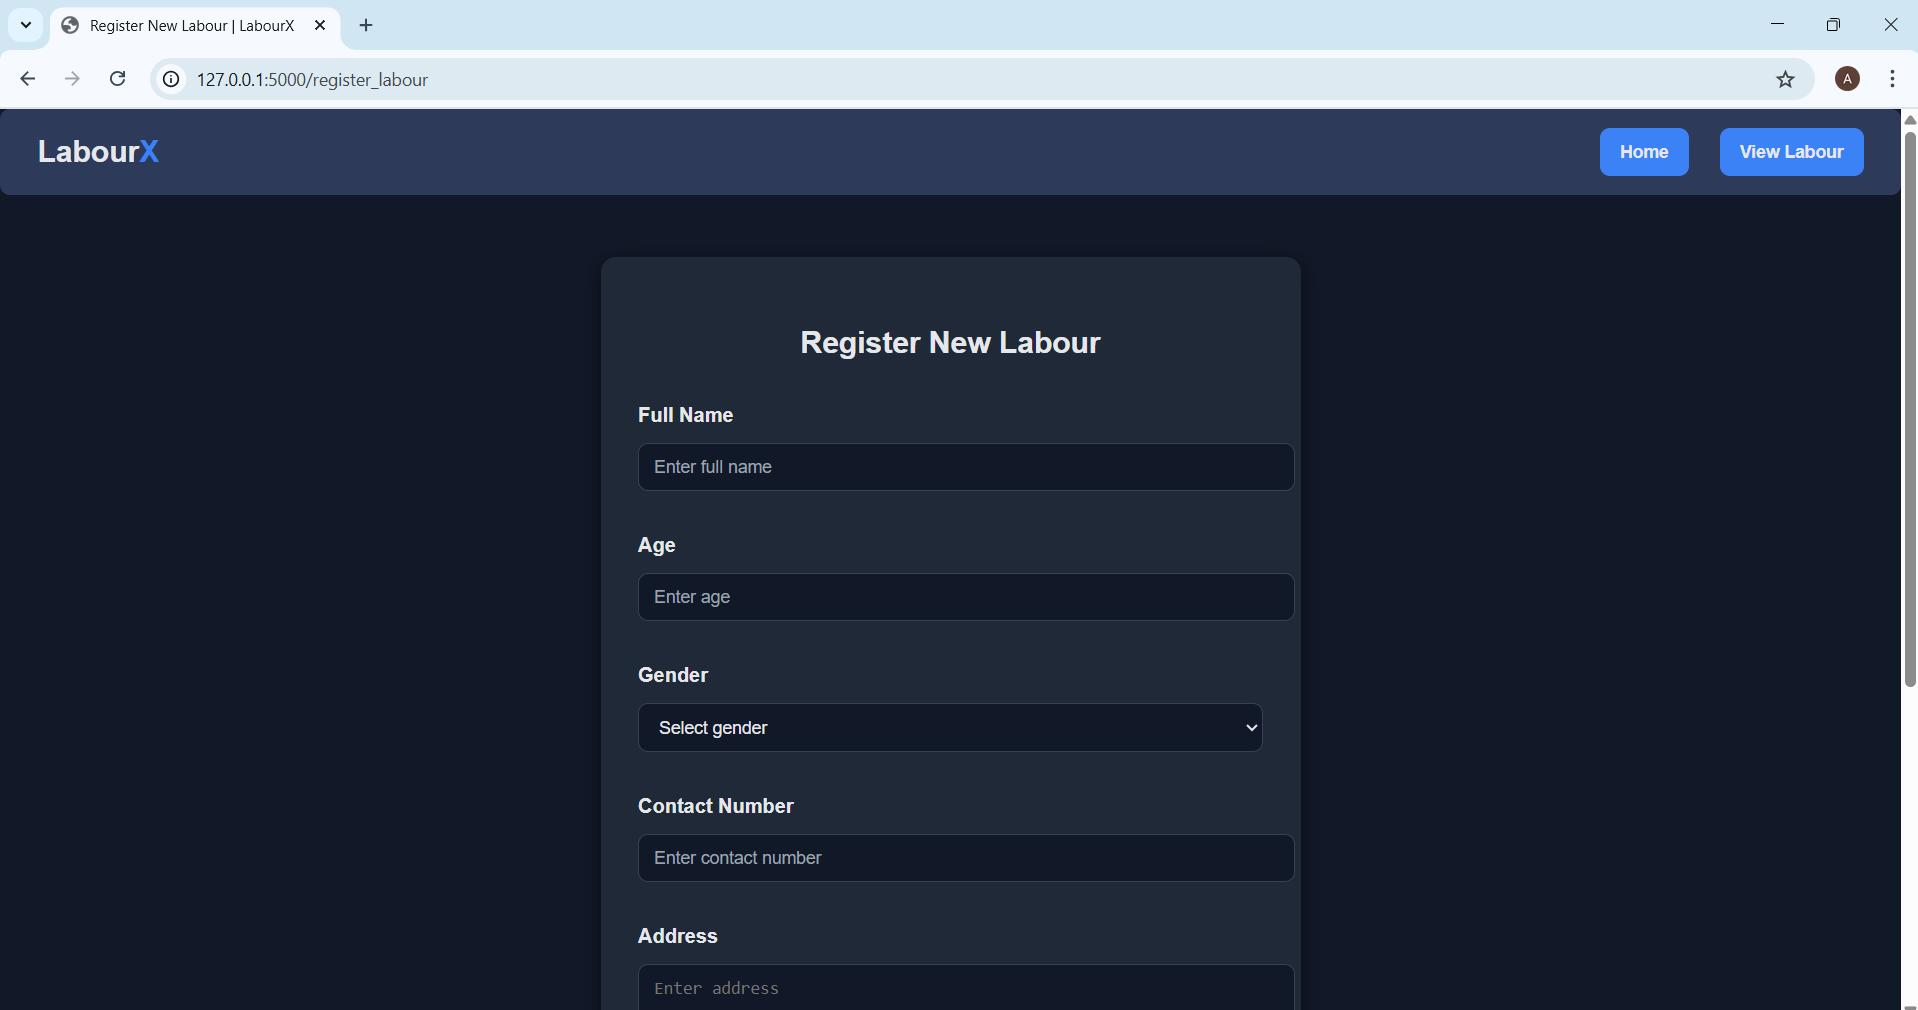 Register New Labour | LabourX
127.0.0.1:5000/register_labour
A
LabourX
Home
View Labour
Register New Labour
Full Name
Enter full name
Age
Enter age
Gender
Select gender
Contact Number
Enter contact number
Address
Enter address